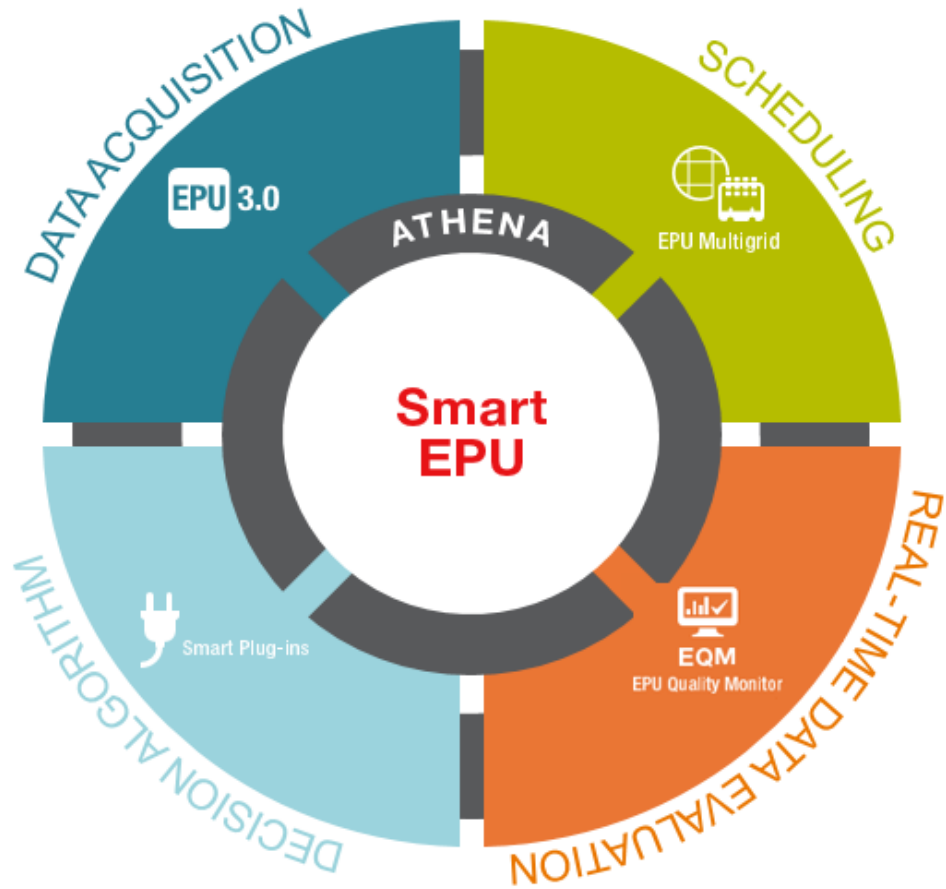 DATA ACQUISITION
SCHEDULING
EPU 3.0
EPU Multigrid
ATHENA
Smart
EPU
Smart Plug-ins
EQM
EPU Quality Monitor
DECISION ALGORITHM
REAL-TIME DATA EVALUATION